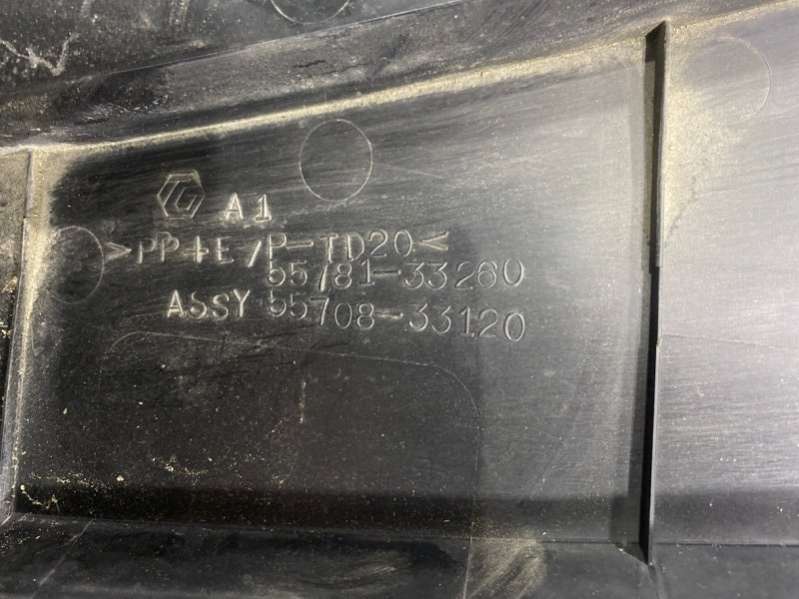 A1
>PP+E/P-TD20<
55781-33260
ASSY 55708-33120